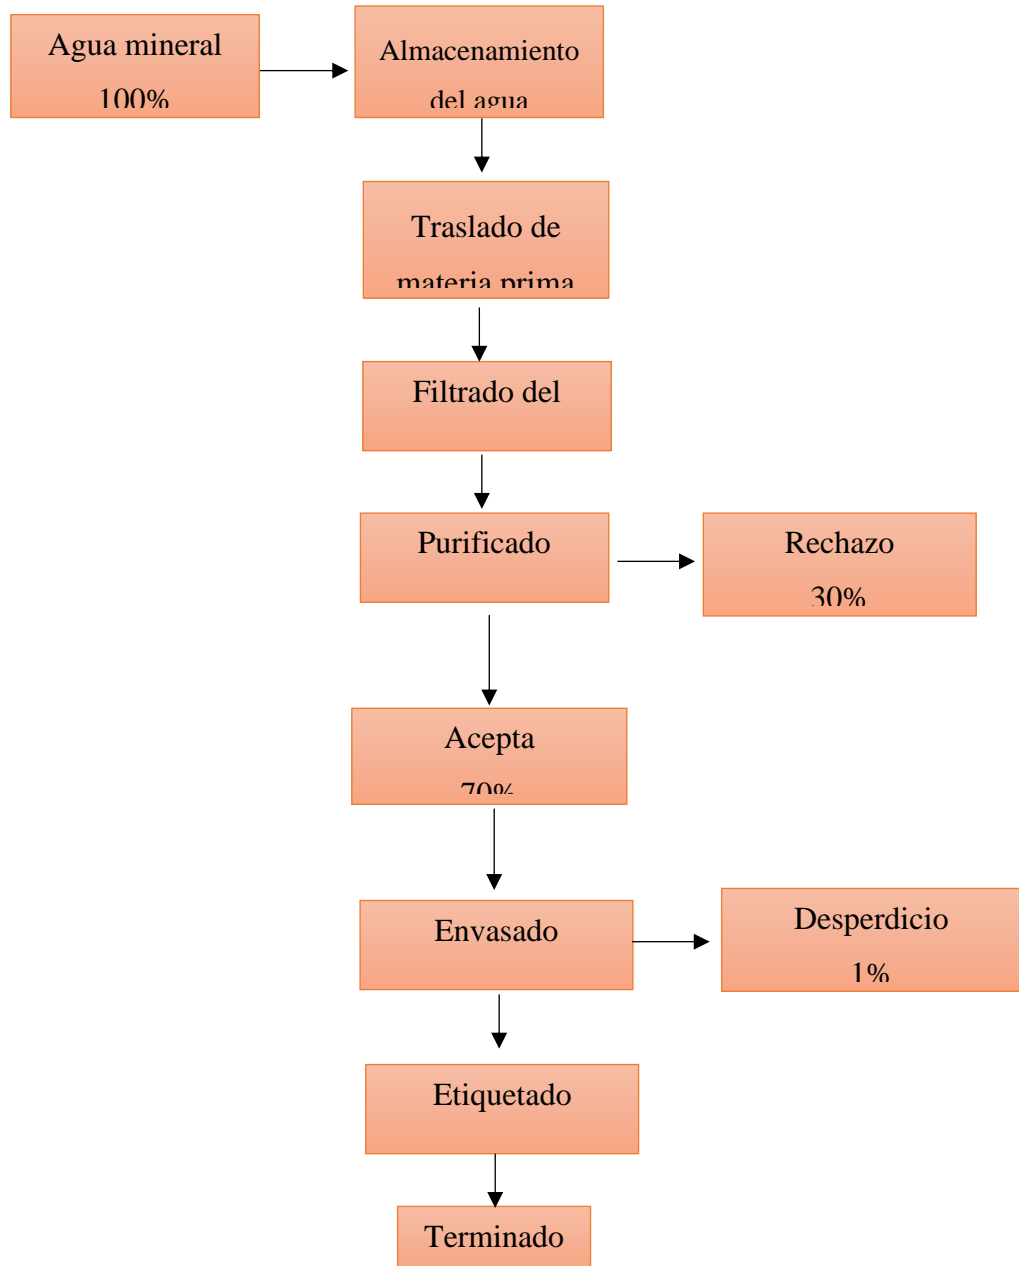 Agua mineral
100%
Almacenamiento
del agua
Traslado de
materia prima
Filtrado del
Purificado
Rechazo
30%
Acepta
70%
Envasado
Desperdicio
1%
Etiquetado
Terminado